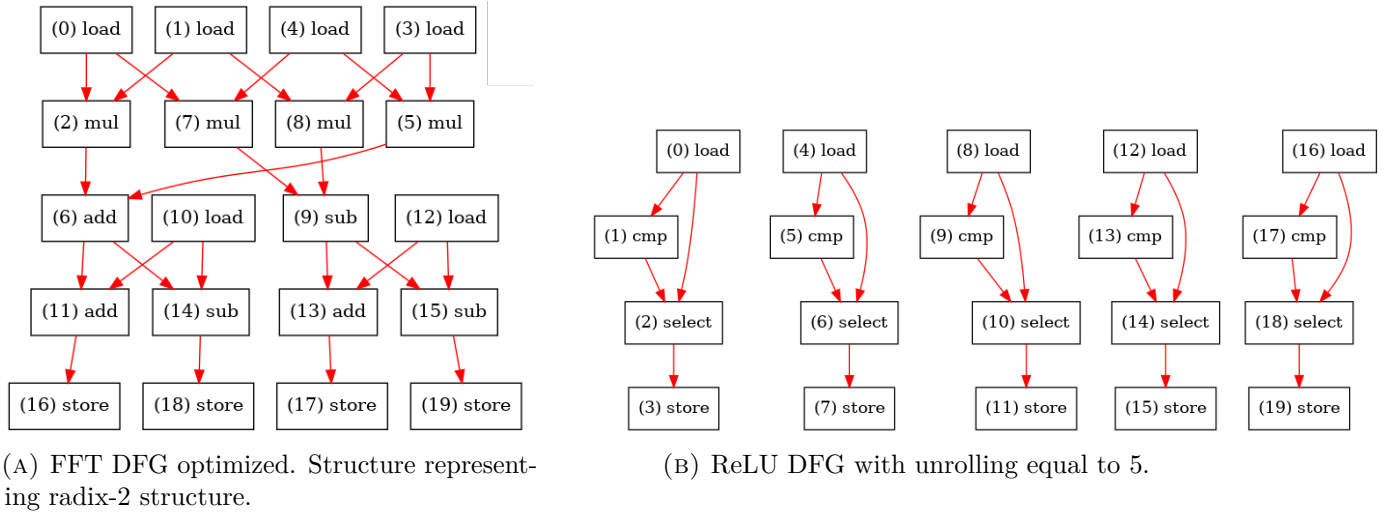 (0) load
(1) load
(4) load
(3) load
(2) mul
(7) mul
(8) mul
(5) mul
(6) add
(10) load
(9) sub
(12) load
(11) add
(14) sub
(13) add
(15) sub
(16) store
(18) store
(17) store
(19) store
(A) FFT DFG optimized. Structure represent-
ing radix-2 structure.
(0) load
(4) load
(8) load
(12) load
(16) load
(1) cmp
(5) cmp
(9) cmp
(13) cmp
(17) cmp
(2) select
(6) select
(10) select
(14) select
(18) select
(3) store
(7) store
(11) store
(15) store
(19) store
(B) ReLU DFG with unrolling equal to 5.